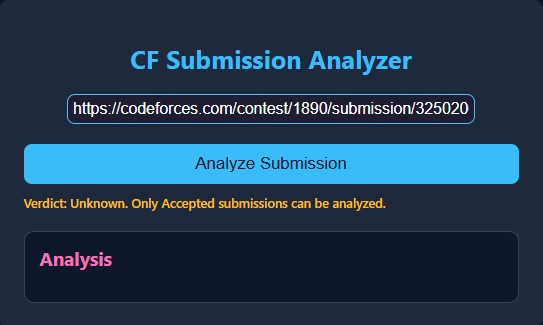 CF Submission Analyzer
https://codeforces.com/contest/1890/submission/325020
Analyze Submission
Verdict: Unknown. Only Accepted submissions can be analyzed.
Analysis